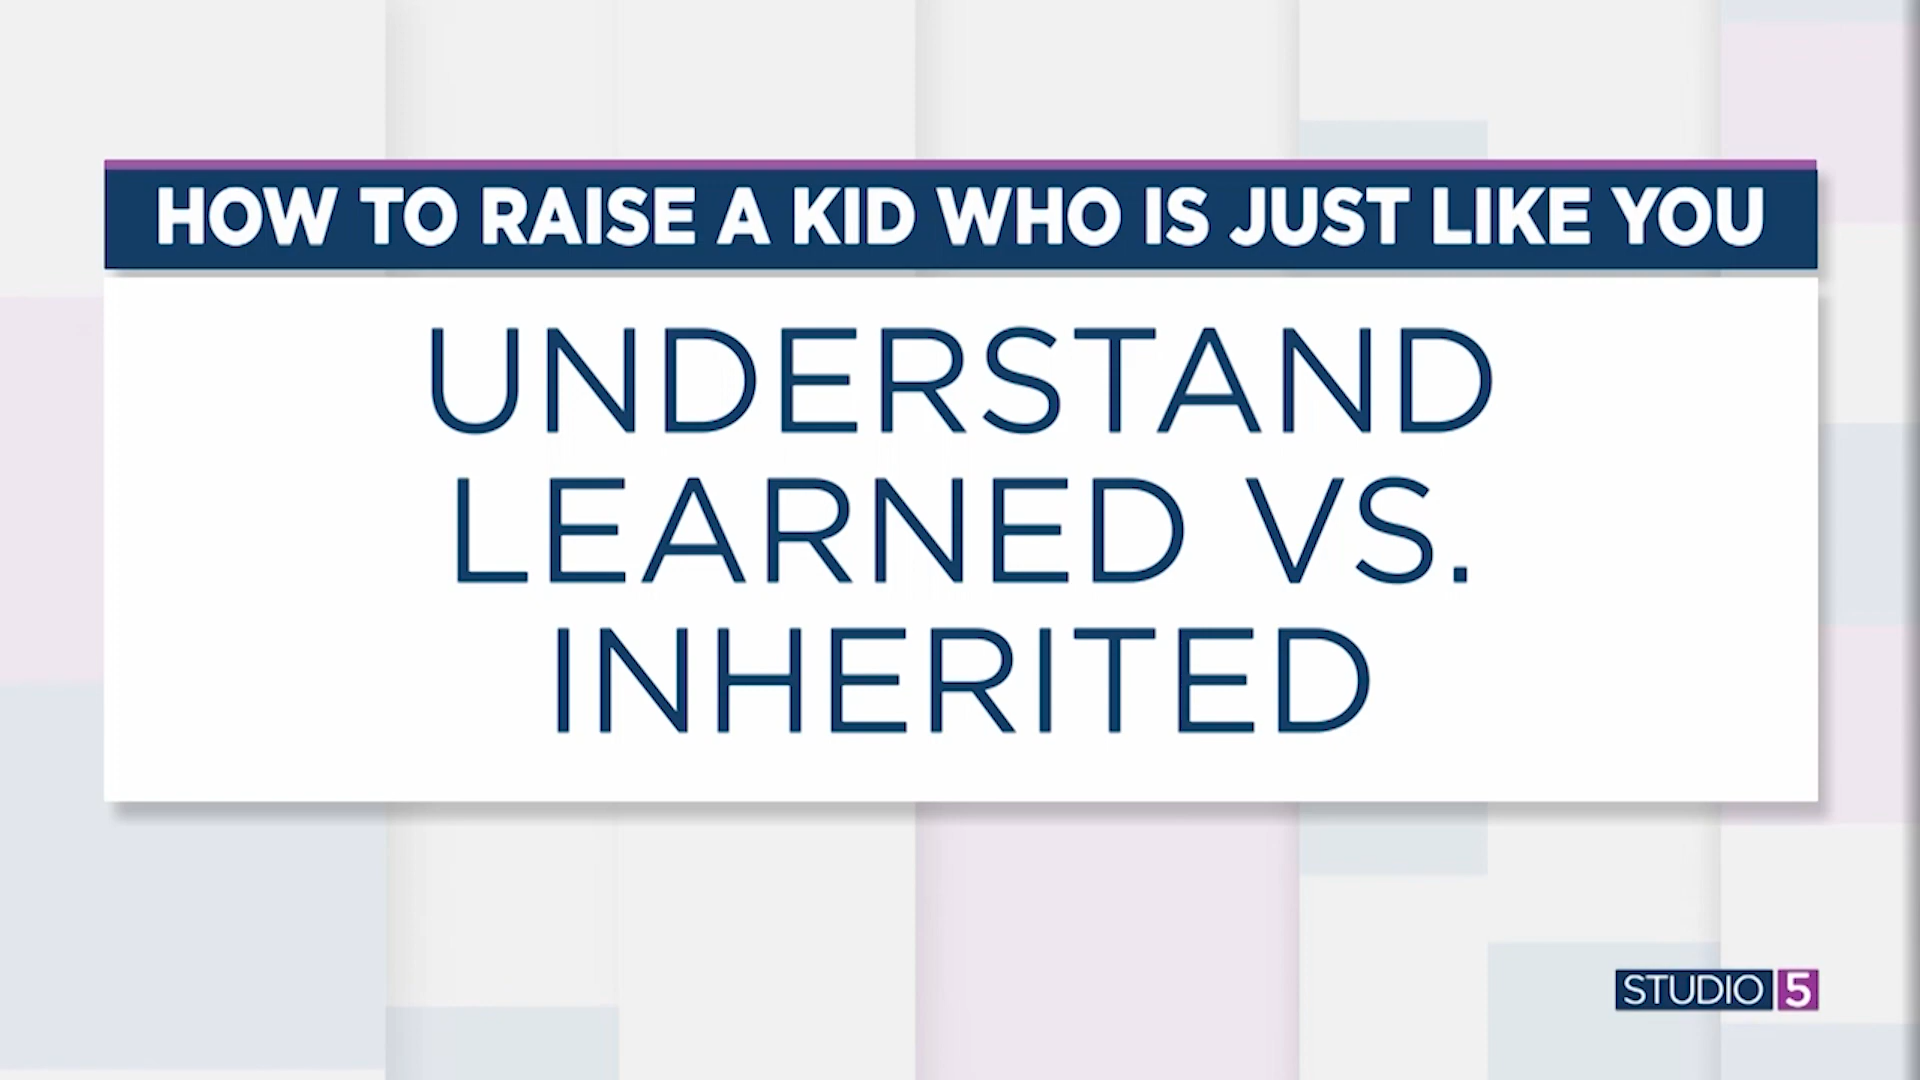 HOW TO RAISE A KID WHO IS JUST LIKE YOU
UNDERSTAND
LEARNED VS.
INHERITED
STUDIO 5